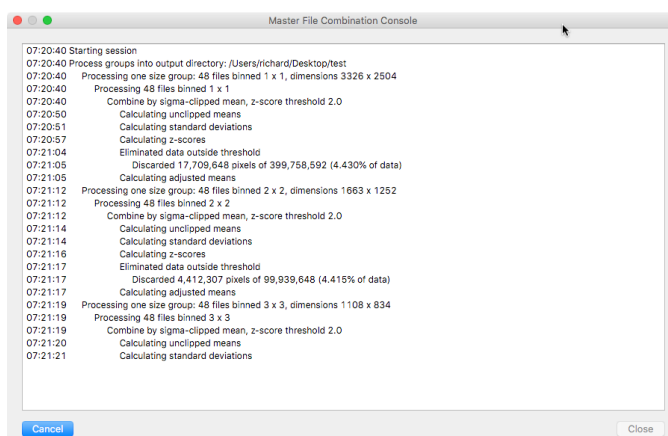 Master File Combination Console
07:20:40 Starting session
07:20:40 Process groups into output directory: /Users/richard/Desktop/test
07:20:40 Processing one size group: 48 files binned 1 x 1, dimensions 3326 x 2504
07:20:40 Processing 48 files binned 1 x 1
07:20:40 Combine by sigma-clipped mean, z-score threshold 2.0
07:20:50 Calculating unclipped means
07:20:51 Calculating standard deviations
07:20:57 Calculating z-scores
07:21:04 Eliminated data outside threshold
07:21:05 Discarded 17,709,648 pixels of 399,758,592 (4.430% of data)
07:21:05 Calculating adjusted means
07:21:12 Processing one size group: 48 files binned 2 x 2, dimensions 1663 x 1252
07:21:12 Processing 48 files binned 2 x 2
07:21:12 Combine by sigma-clipped mean, z-score threshold 2.0
07:21:14 Calculating unclipped means
07:21:14 Calculating standard deviations
07:21:16 Calculating z-scores
07:21:17 Eliminated data outside threshold
07:21:17 Discarded 4,412,307 pixels of 99,939,648 (4.415% of data)
07:21:17 Calculating adjusted means
07:21:19 Processing one size group: 48 files binned 3 x 3, dimensions 1108 x 834
07:21:19 Processing 48 files binned 3 x 3
07:21:19 Combine by sigma-clipped mean, z-score threshold 2.0
07:21:20 Calculating unclipped means
07:21:21 Calculating standard deviations
Cancel
Close